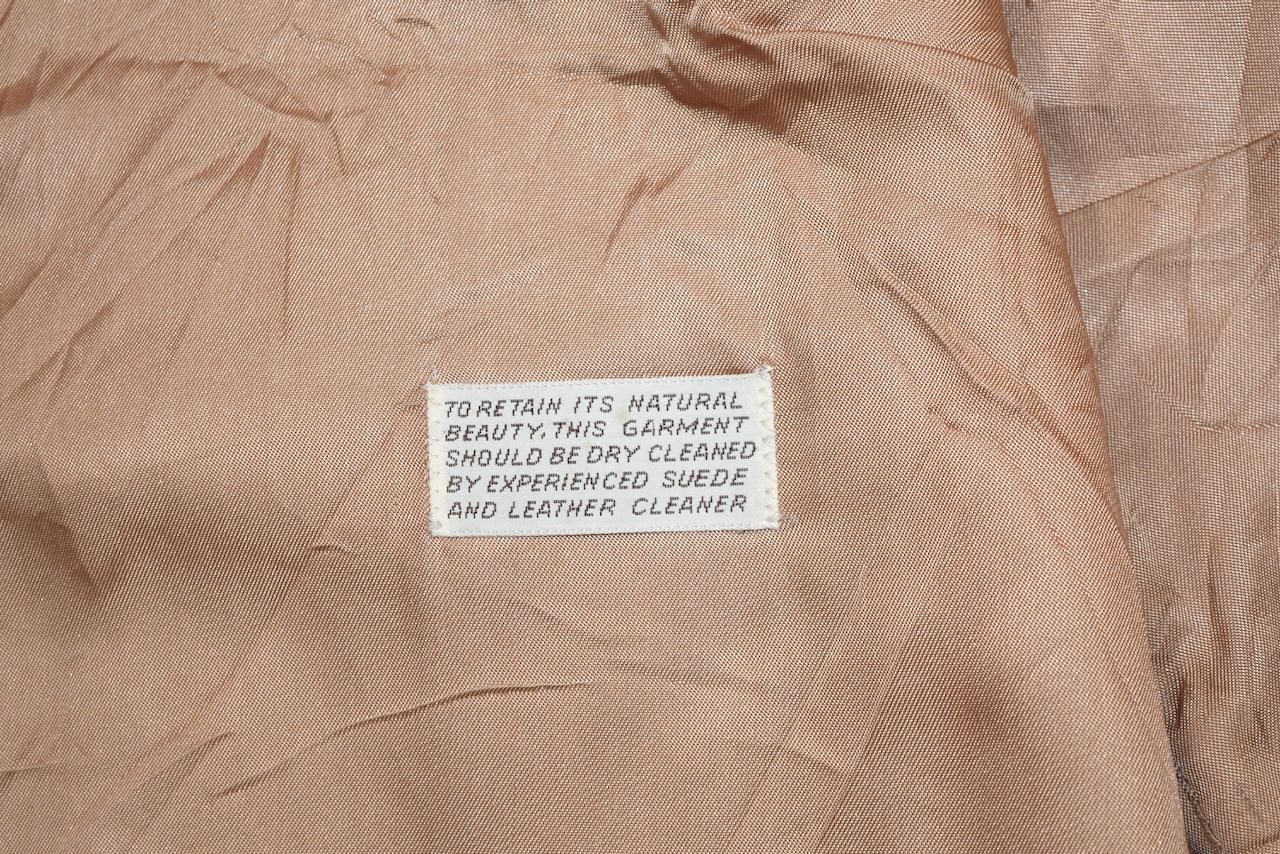 TO RETAIN ITS NATURAL
BEAUTY, THIS GARMENT
SHOULD BE DRY CLEANED
BY EXPERIENCED SUEDE
AND LEATHER CLEANER